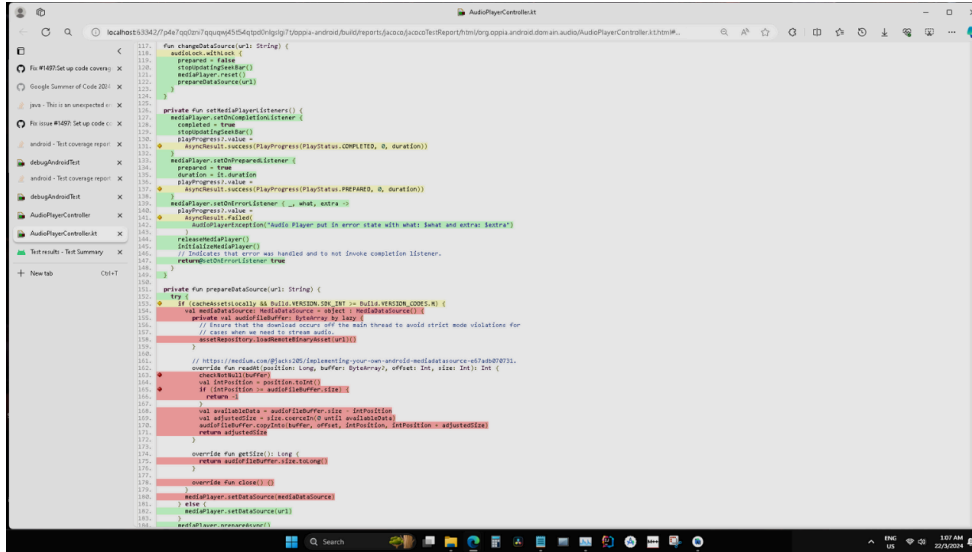 AudioPlayerController.kt
localhost:63342/7p4e7qq0zni7qquqwj45t54qtpd0nlgslgi7t/oppia-android/build/reports/jacoco/jacocoTestReport/html/org.oppia.android.domain.audio/AudioPlayerController.kt.html#...
Fix #1497:Set up code coverag
Google Summer of Code 2024
java - This is an unexpected er
Fix issue #1497: Set up code co
android - Test coverage report
debugAndroidTest
android - Test coverage report
debugAndroidTest
AudioPlayerController
AudioPlayerController.kt
Test results - Test Summary
New tab Ctrl+T
117. fun changeDataSource(url: String) {
118. audioLock.withLock {
119. prepared = false
120. stopUpdatingSeekBar()
121. mediaPlayer.reset()
122. prepareDataSource(url)
123. }
124. }
125.
126. private fun setMediaPlayerListeners() {
127. mediaPlayer.setOnCompletionListener {
128. completed = true
129. stopUpdatingSeekBar()
130. playProgress?.value =
131. AsyncResult.success(PlayProgress(PlayStatus.COMPLETED, 0, duration))
132. }
133. mediaPlayer.setOnPreparedListener {
134. prepared = true
135. duration = it.duration
136. playProgress?.value =
137. AsyncResult.success(PlayProgress(PlayStatus.PREPARED, 0, duration))
138. }
139. mediaPlayer.setOnErrorListener { _, what, extra ->
140. playProgress?.value =
141. AsyncResult.failed(
142. AudioPlayerException("Audio Player put in error state with what: $what and extra: $extra")
143. )
144. releaseMediaPlayer()
145. initializeMediaPlayer()
146. // Indicates that error was handled and to not invoke completion listener.
147. return@setOnErrorListener true
148. }
149. }
150.
151. private fun prepareDataSource(url: String) {
152. try {
153. if (cacheAssetsLocally && Build.VERSION.SDK_INT >= Build.VERSION_CODES.M) {
154. val mediaDataSource: MediaDataSource = object : MediaDataSource() {
155. private val audioFileBuffer: ByteArray by lazy {
156. // Ensure that the download occurs off the main thread to avoid strict mode violations for
157. // cases when we need to stream audio.
158. assetRepository.loadRemoteBinaryAsset(url)()
159. }
160.
161. // https://medium.com/@jacks205/implementing-your-own-android-mediadatasource-e67adb070731.
162. override fun readAt(position: Long, buffer: ByteArray?, offset: Int, size: Int): Int {
163. checkNotNull(buffer)
164. val intPosition = position.toInt()
165. if (intPosition >= audioFileBuffer.size) {
166. return -1
167. }
168. val availableData = audioFileBuffer.size - intPosition
169. val adjustedSize = size.coerceIn(0 until availableData)
170. audioFileBuffer.copyInto(buffer, offset, intPosition, intPosition + adjustedSize)
171. return adjustedSize
172. }
173.
174. override fun getSize(): Long {
175. return audioFileBuffer.size.toLong()
176. }
177.
178. override fun close() {}
179. }
180. mediaPlayer.setDataSource(mediaDataSource)
181. } else {
182. mediaPlayer.setDataSource(url)
183. }
184. mediaPlayer.prepareAsync()
Search
ENG
US
1:07 AM
22/3/2024